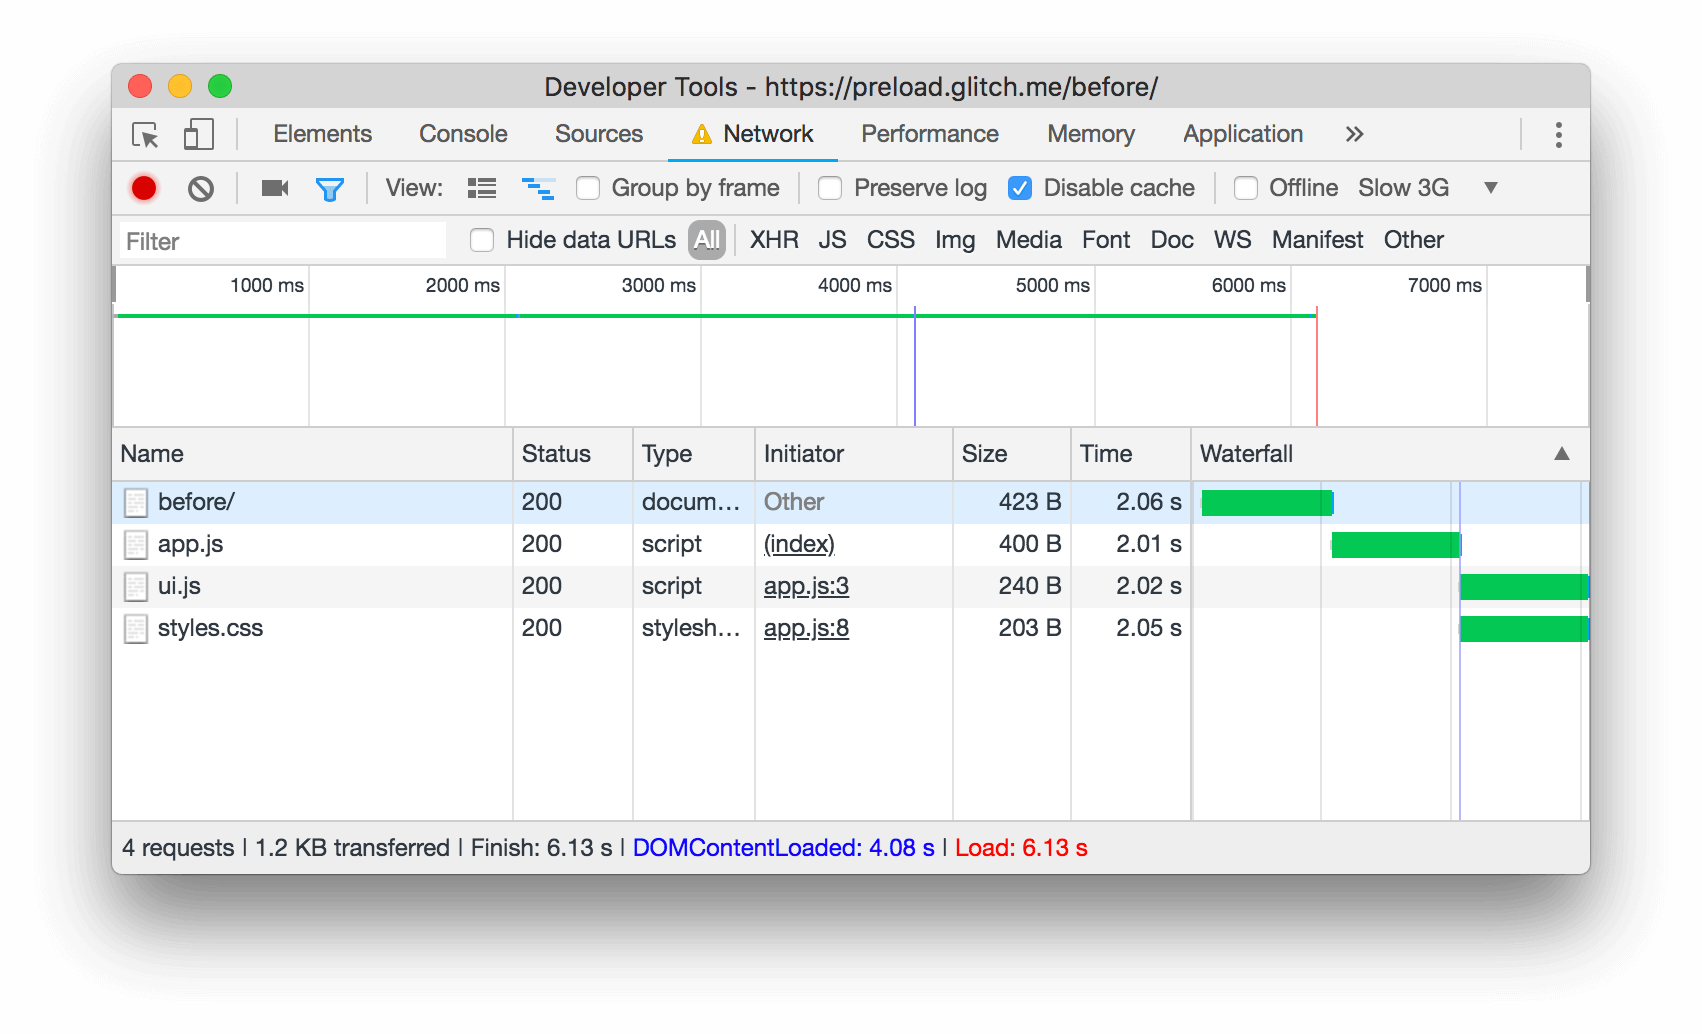 Developer Tools - https://preload.glitch.me/before/
Elements Console Sources Network Performance Memory Application »
View: Group by frame Preserve log Disable cache Offline Slow 3G ▼
Filter Hide data URLs All XHR JS CSS Img Media Font Doc WS Manifest Other
1000 ms 2000 ms 3000 ms 4000 ms 5000 ms 6000 ms 7000 ms
Name Status Type Initiator Size Time Waterfall ▲
before/ 200 docum… Other 423 B 2.06 s
app.js 200 script (index) 400 B 2.01 s
ui.js 200 script app.js:3 240 B 2.02 s
styles.css 200 stylesh… app.js:8 203 B 2.05 s
4 requests | 1.2 KB transferred | Finish: 6.13 s | DOMContentLoaded: 4.08 s | Load: 6.13 s